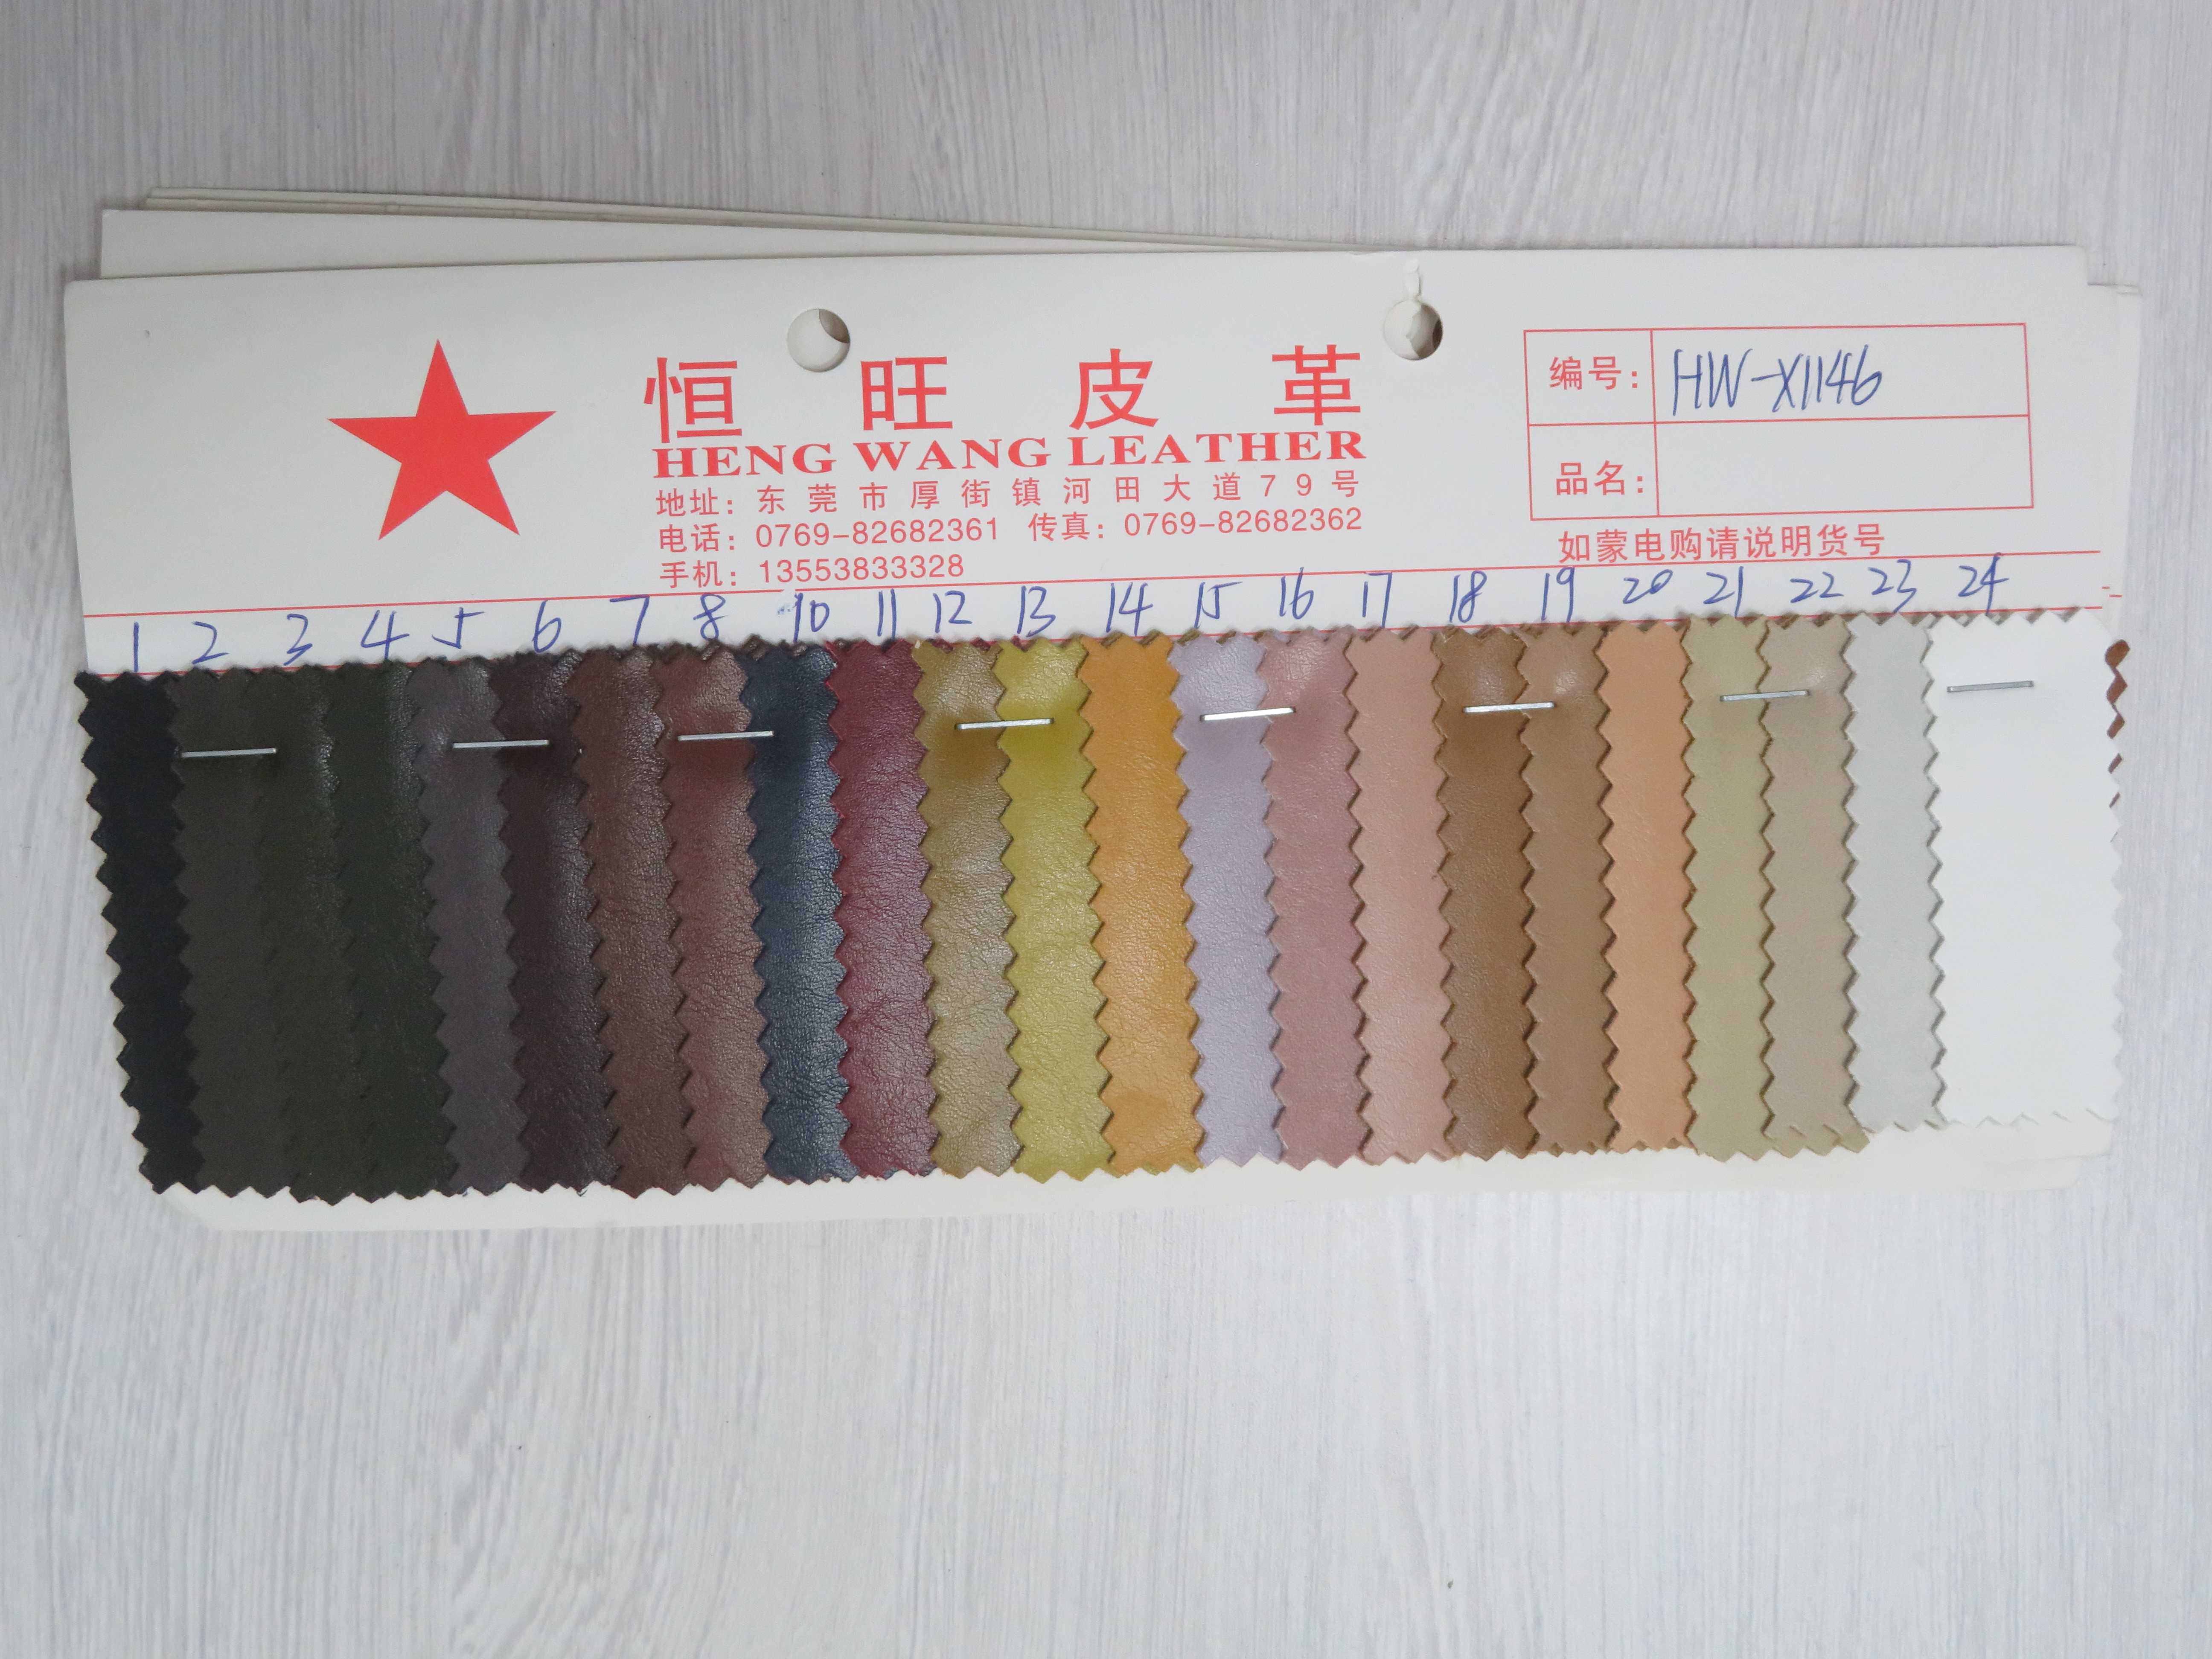 恒旺皮革
HENG WANG LEATHER
地址：东莞市厚街镇河田大道79号
电话：0769-82682361 传真：0769-82682362
手机：13553833328
编号：HW-X1146
品名：
如蒙电购请说明货号
1 2 3 4 5 6 7 8 10 11 12 13 14 15 16 17 18 19 20 21 22 23 24